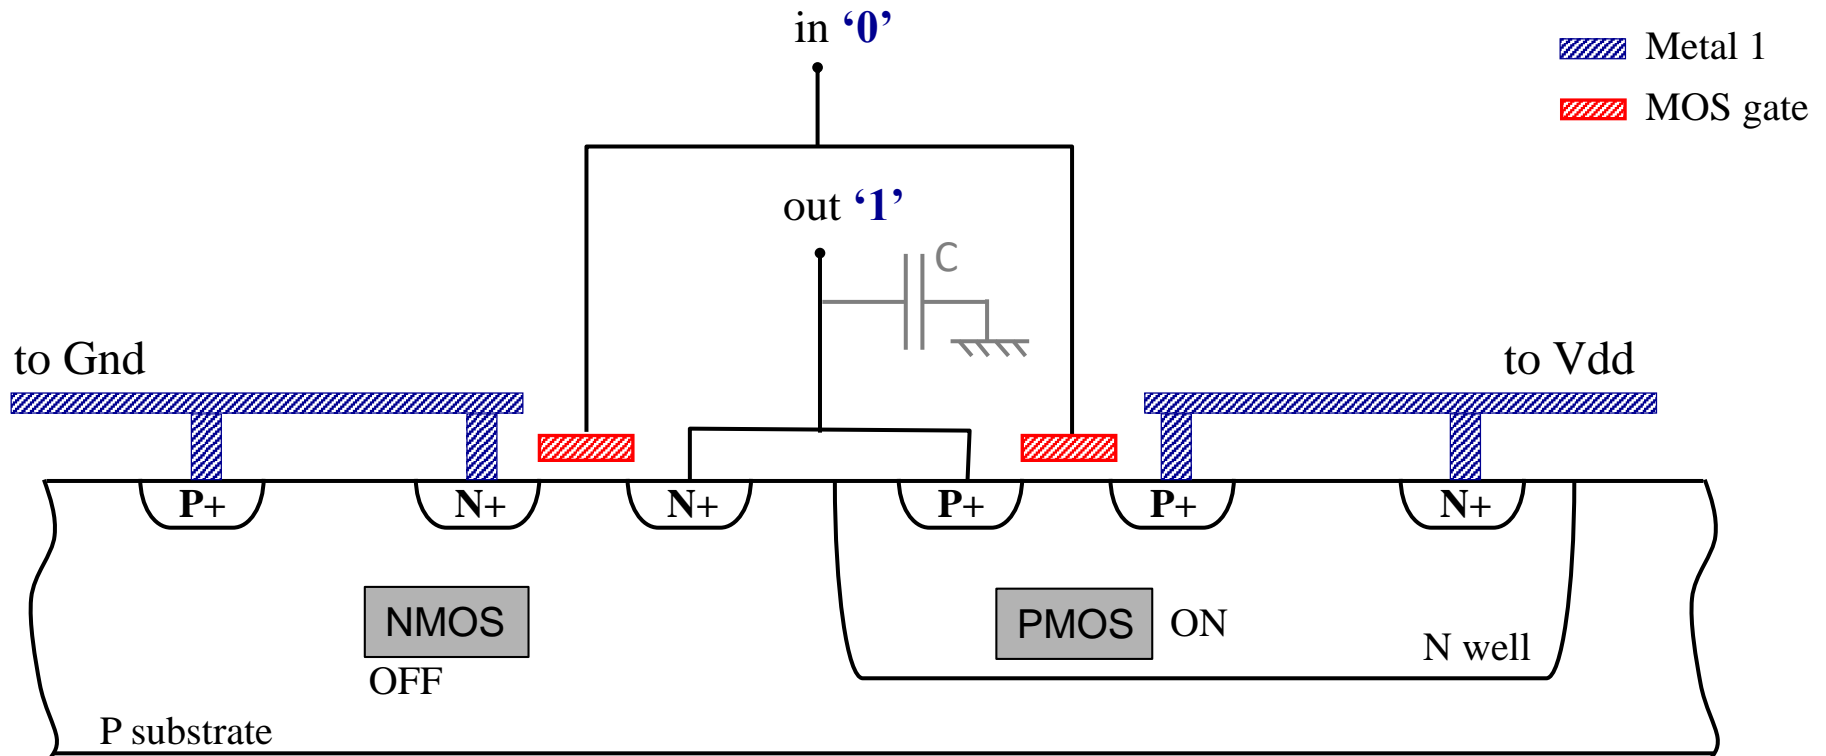 in ‘0’
Metal 1
MOS gate
out ‘1’
C
to Gnd
to Vdd
P+ N+ N+ P+ P+ N+
NMOS
PMOS ON
OFF
N well
P substrate